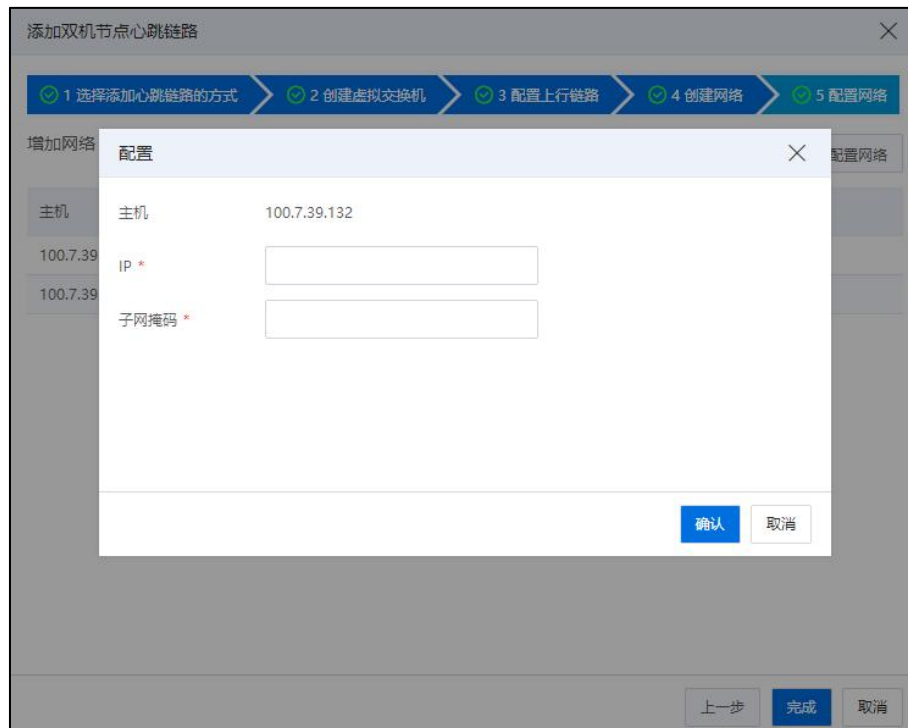 添加双机节点心跳链路
1 选择添加心跳链路的方式 2 创建虚拟交换机 3 配置上行链路 4 创建网络 5 配置网络
增加网络
配置网络
配置
主机
主机 100.7.39.132
100.7.39
IP *
100.7.39
子网掩码 *
确认 取消
上一步 完成 取消